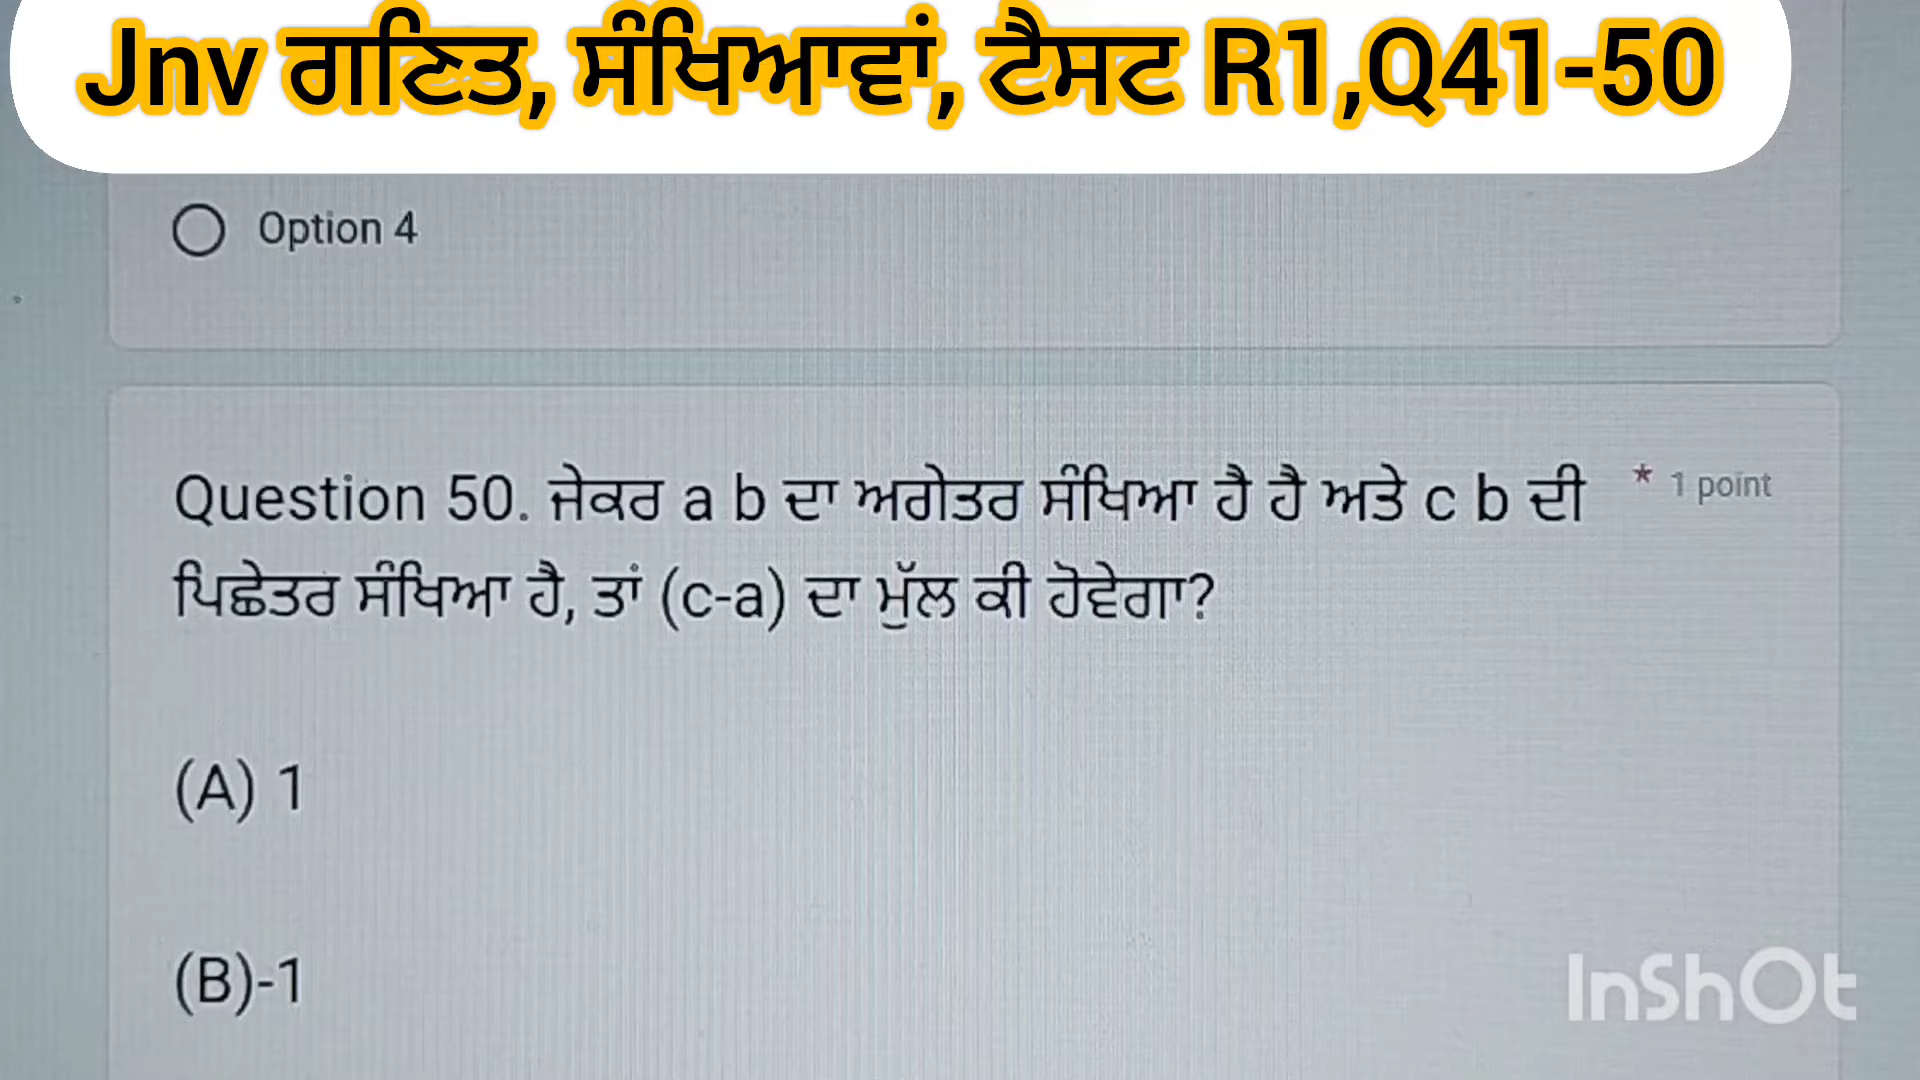 Jnv ਗਣਿਤ, ਸੰਖਿਆਵਾਂ, ਟੈਸਟ R1,Q41-50
Option 4
Question 50. ਜੇਕਰ a b ਦਾ ਅਗੇਤਰ ਸੰਖਿਆ ਹੈ ਹੈ ਅਤੇ c b ਦੀ * 1 point
ਪਿਛੇਤਰ ਸੰਖਿਆ ਹੈ, ਤਾਂ (c-a) ਦਾ ਮੁੱਲ ਕੀ ਹੋਵੇਗਾ?
(A) 1
(B)-1
InShOt